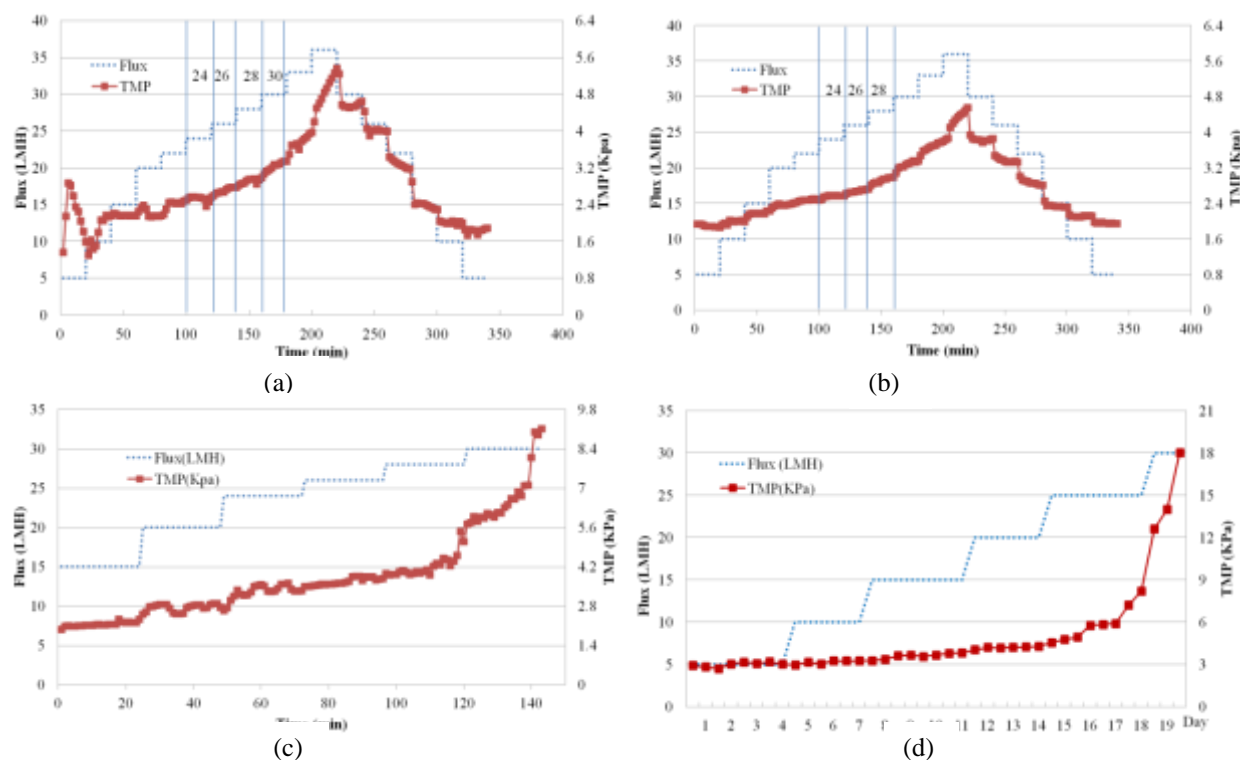 40 6.4
35 5.6
30 4.8
25 4
20 3.2
15 2.4
10 1.6
5 0.8
0 0
Flux
TMP
24 26 28 30
Flux (LMH)
TMP (Kpa)
0 50 100 150 200 250 300 350 400
Time (min)
(a)
40 6.4
35 5.6
30 4.8
25 4
20 3.2
15 2.4
10 1.6
5 0.8
0 0
Flux
TMP
24 26 28
Flux (LMH)
TMP (Kpa)
0 50 100 150 200 250 300 350 400
Time (min)
(b)
35 9.8
30 8.4
25 7
20 5.6
15 4.2
10 2.8
5 1.4
0 0
Flux(LMH)
TMP(Kpa)
Flux (LMH)
TMP (KPa)
0 20 40 60 80 100 120 140
Time (min)
(c)
35 21
30 18
25 15
20 12
15 9
10 6
5 3
0 0
Flux (LMH)
TMP(KPa)
Flux (LMH)
TMP (KPa)
1 2 3 4 5 6 7 8 9 10 11 12 13 14 15 16 17 18 19 Day
(d)